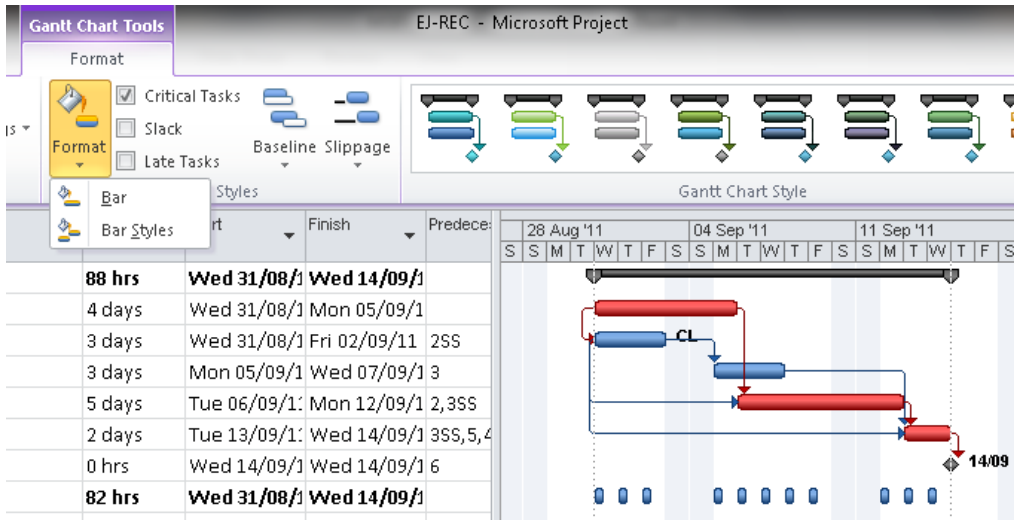 Gantt Chart Tools
EJ-REC - Microsoft Project
Format
Critical Tasks
Slack
Late Tasks
Format
Baseline Slippage
Styles
Gantt Chart Style
Bar
Bar Styles
rt Finish Predeces
28 Aug '11 04 Sep '11 11 Sep '11
S S M T W T F S S M T W T F S S M T W T F S
88 hrs Wed 31/08/1 Wed 14/09/1
4 days Wed 31/08/1 Mon 05/09/1
3 days Wed 31/08/1 Fri 02/09/11 2SS
CL
3 days Mon 05/09/1 Wed 07/09/1 3
5 days Tue 06/09/1 Mon 12/09/1 2,3SS
2 days Tue 13/09/1 Wed 14/09/1 3SS,5,4
0 hrs Wed 14/09/1 Wed 14/09/1 6
14/09
82 hrs Wed 31/08/1 Wed 14/09/1